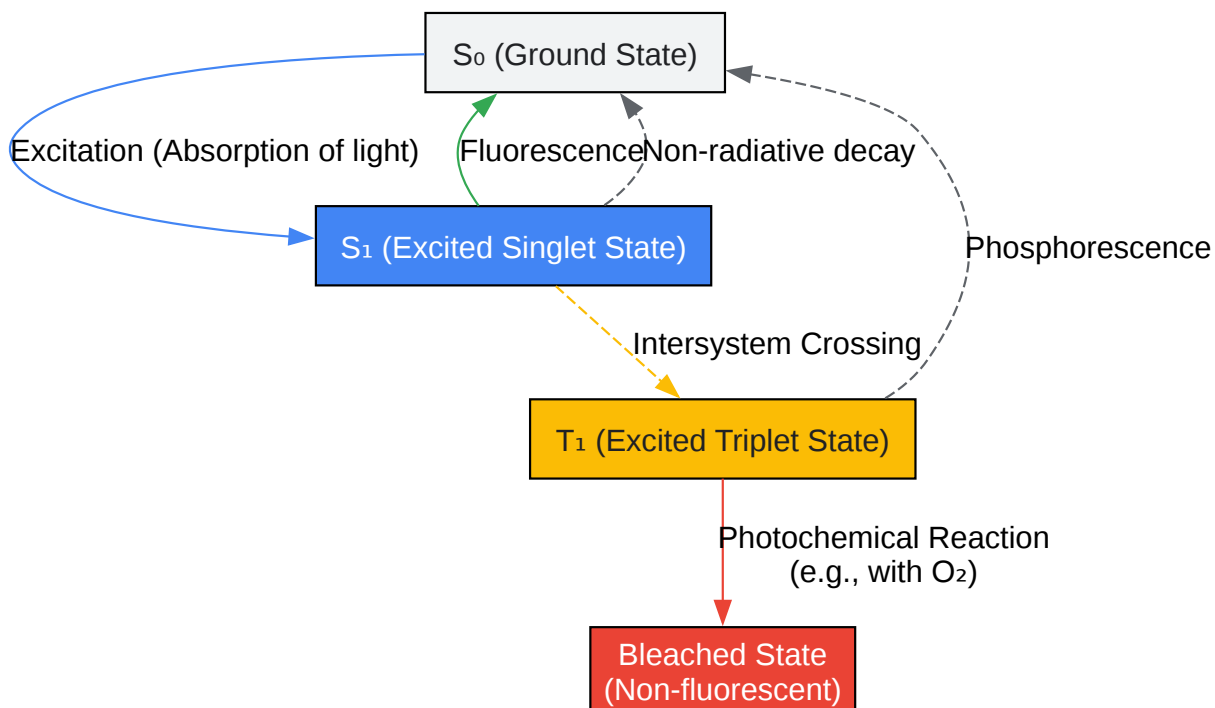 S₀ (Ground State)
Excitation (Absorption of light)
Fluorescence
Non-radiative decay
S₁ (Excited Singlet State)
Phosphorescence
Intersystem Crossing
T₁ (Excited Triplet State)
Photochemical Reaction
(e.g., with O₂)
Bleached State
(Non-fluorescent)